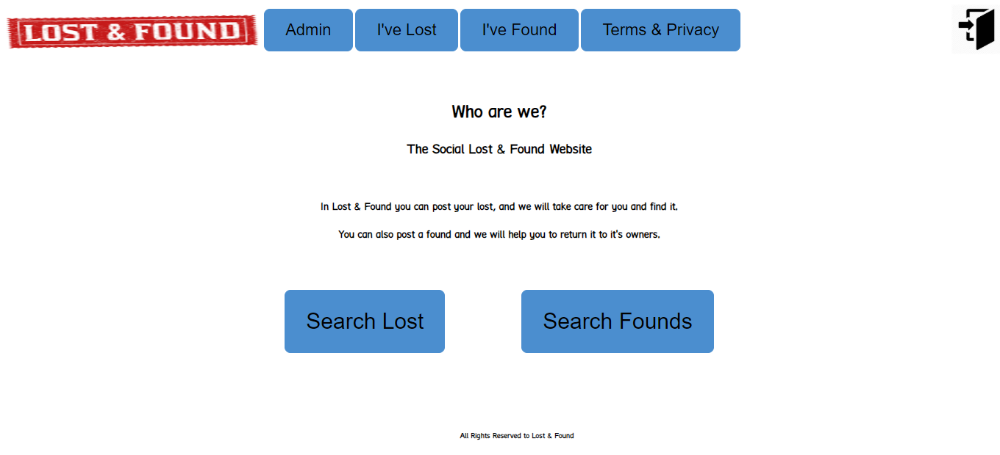 LOST & FOUND
Admin
I've Lost
I've Found
Terms & Privacy
Who are we?
The Social Lost & Found Website
In Lost & Found you can post your lost, and we will take care for you and find it.
You can also post a found and we will help you to return it to it's owners.
Search Lost
Search Founds
All Rights Reserved to Lost & Found